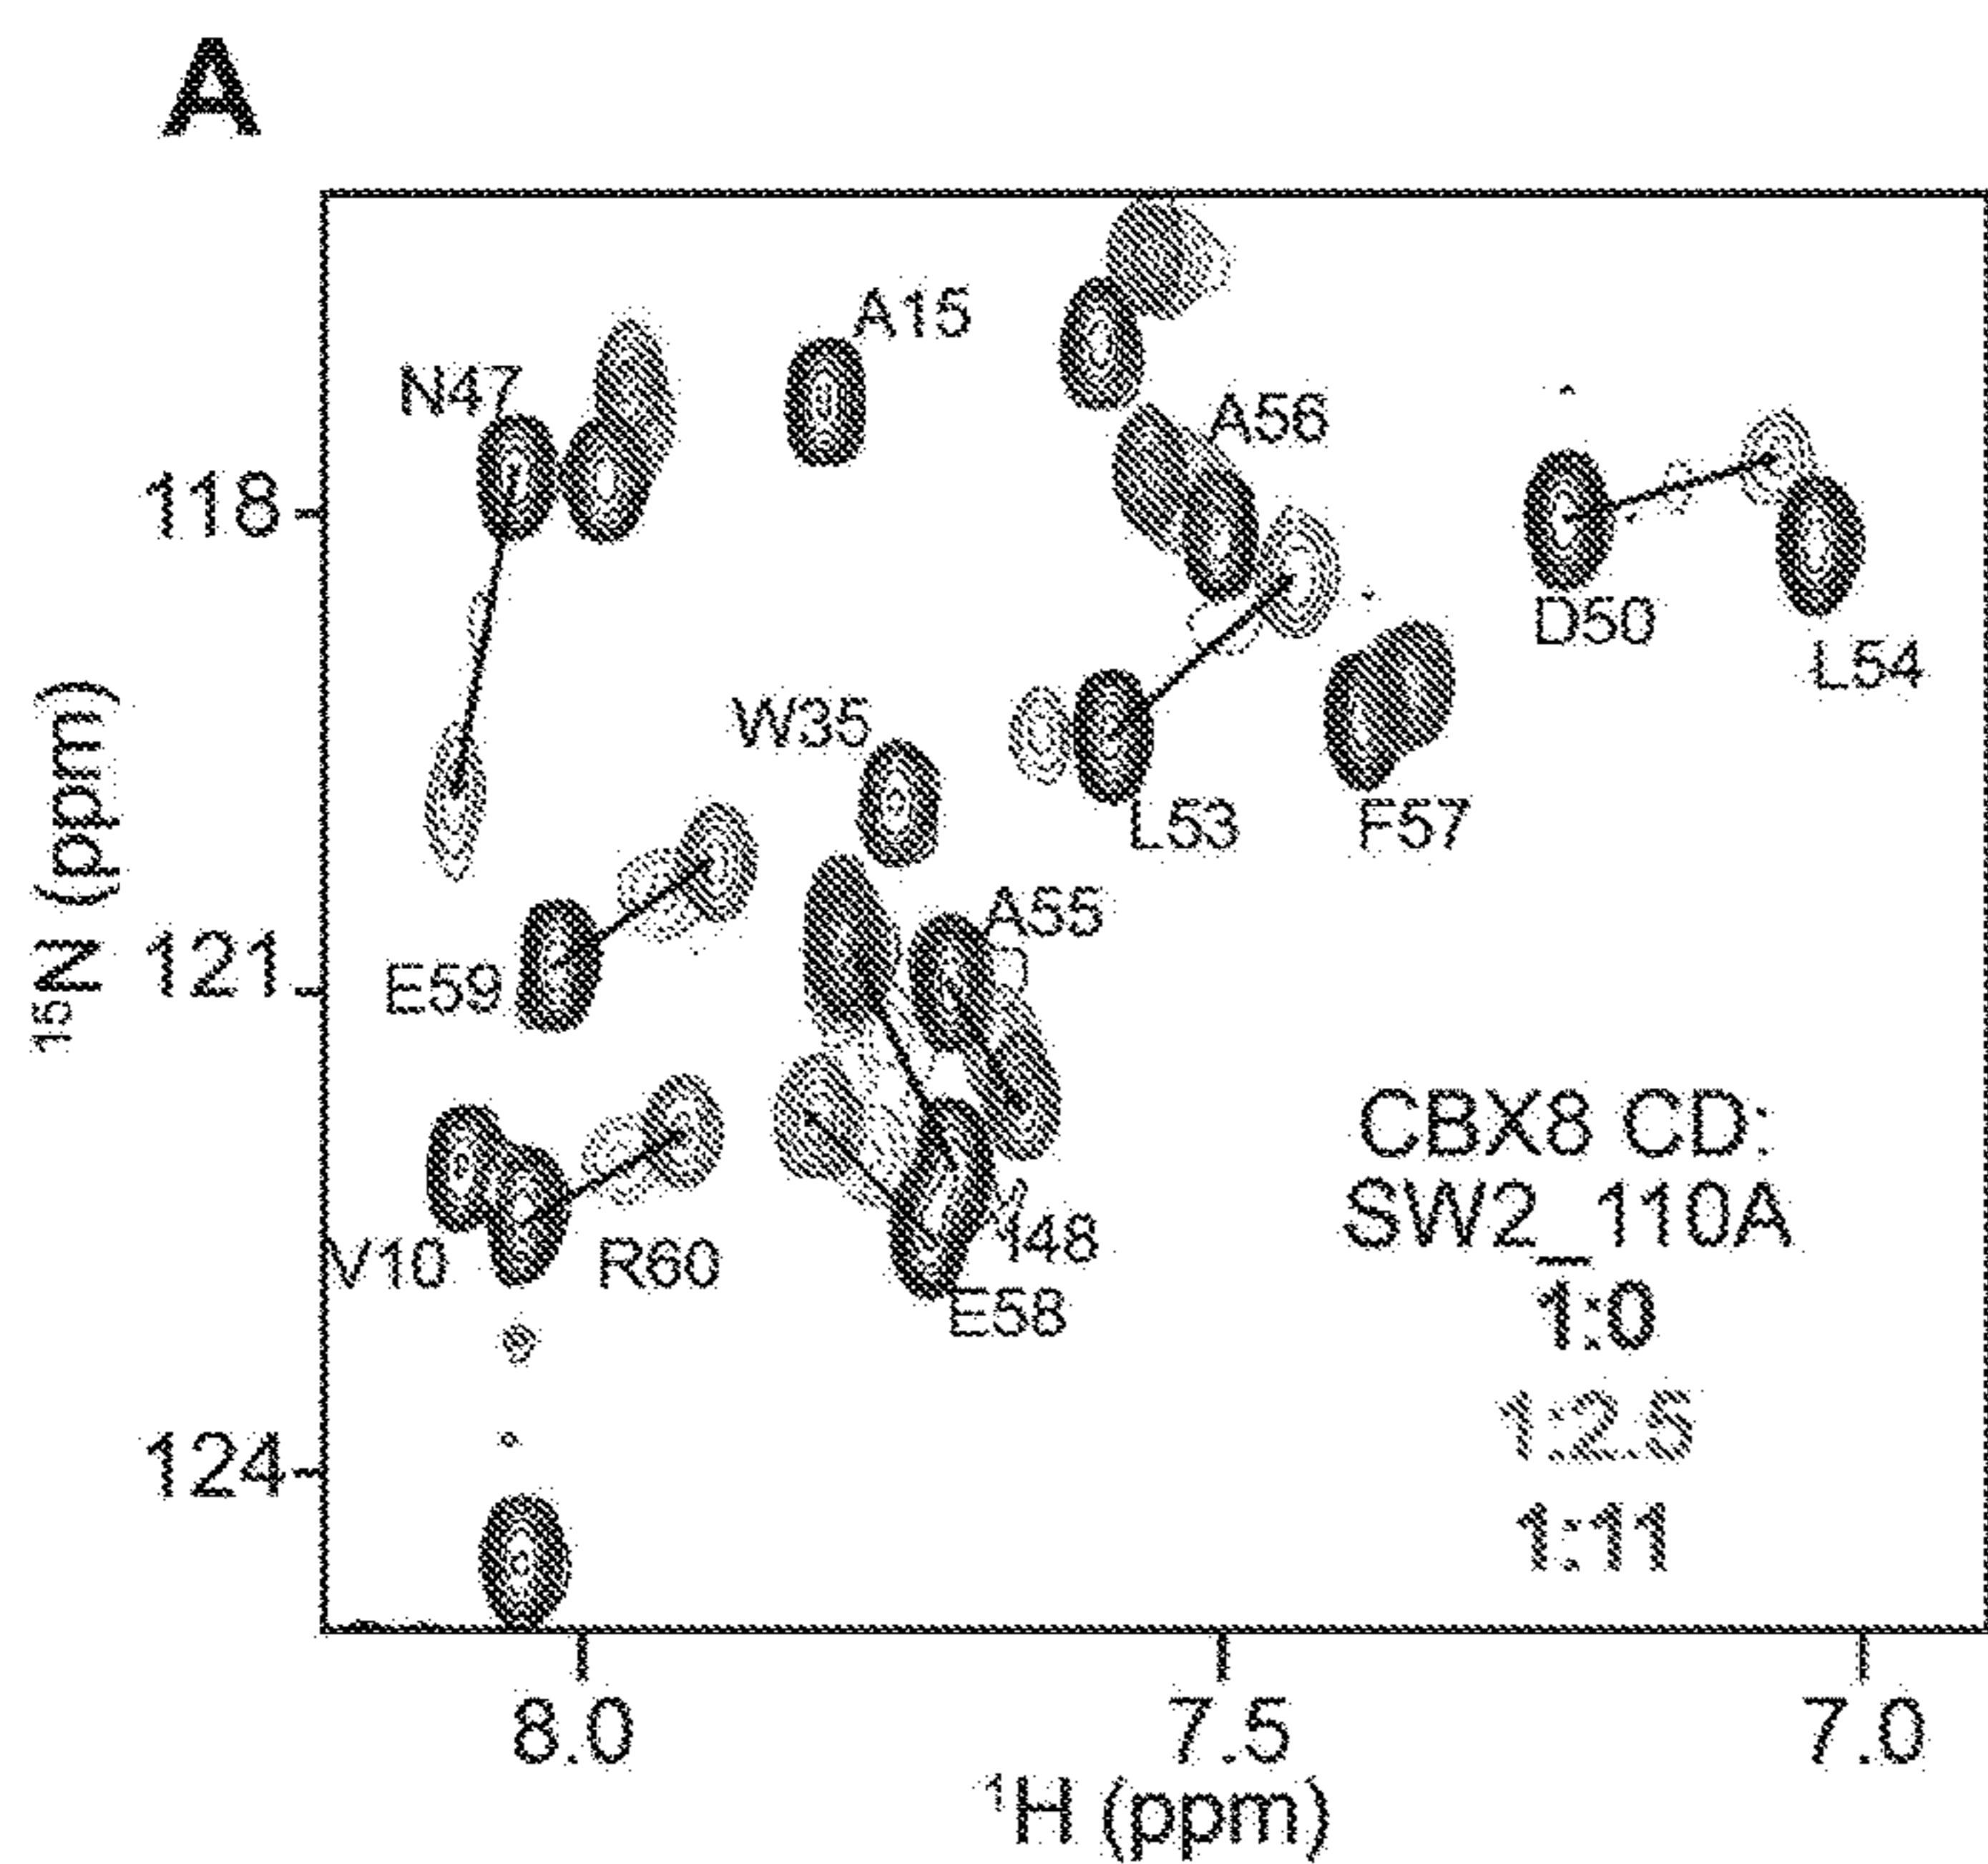 A
A15
N47
A56
118
D50
L54
W35
L53
F57
A55
121
E59
15N (ppm)
CBX8 CD:
SW2_110A
1:0
1:2.5
1:11
V10
R60
I48
E58
124
8.0
7.5
7.0
1H (ppm)